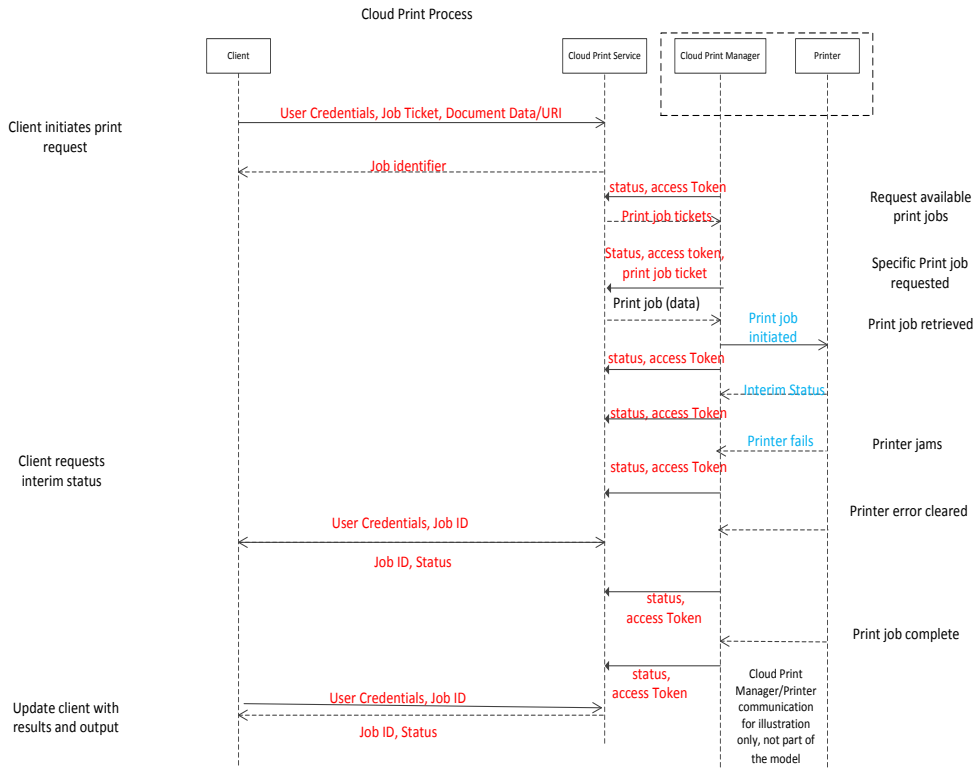 Cloud Print Process
Client
Cloud Print Service
Cloud Print Manager
Printer
Client initiates print
request
User Credentials, Job Ticket, Document Data/URI
Job identifier
status, access Token
Request available
print jobs
Print job tickets
Status, access token,
print job ticket
Specific Print job
requested
Print job (data)
Print job
initiated
Print job retrieved
status, access Token
Interim Status
status, access Token
Printer fails
Printer jams
Client requests
interim status
status, access Token
Printer error cleared
User Credentials, Job ID
Job ID, Status
status,
access Token
Print job complete
status,
access Token
Cloud Print
Manager/Printer
communication
for illustration
only, not part of
the model
Update client with
results and output
User Credentials, Job ID
Job ID, Status